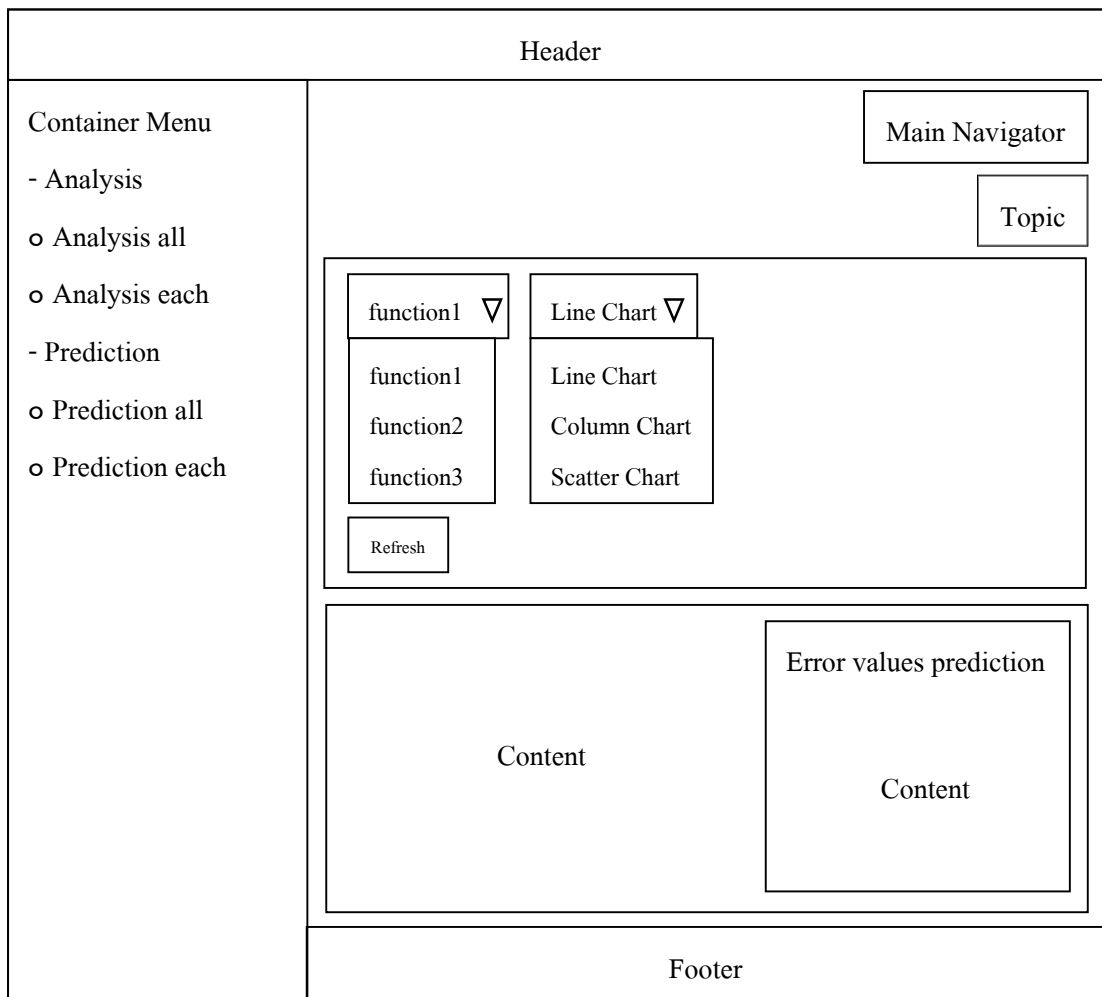 Header
Container Menu
- Analysis
o Analysis all
o Analysis each
- Prediction
o Prediction all
o Prediction each
Main Navigator
Topic
function1
function1
function2
function3
Line Chart
Line Chart
Column Chart
Scatter Chart
Refresh
Content
Error values prediction
Content
Footer